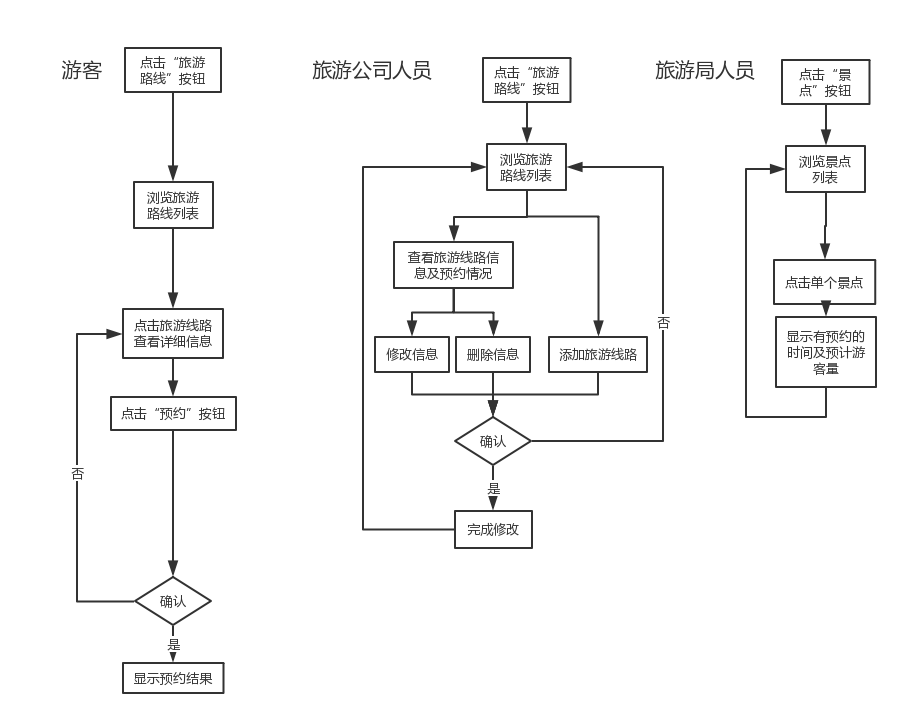 游客
点击“旅游
路线”按钮
浏览旅游
路线列表
点击旅游线路
查看详细信息
点击“预约”按钮
否
确认
是
显示预约结果
旅游公司人员
点击“旅游
路线”按钮
浏览旅游
路线列表
查看旅游线路信
息及预约情况
修改信息
删除信息
添加旅游线路
否
确认
是
完成修改
旅游局人员
点击“景
点”按钮
浏览景点
列表
点击单个景点
显示有预约的
时间及预计游
客量